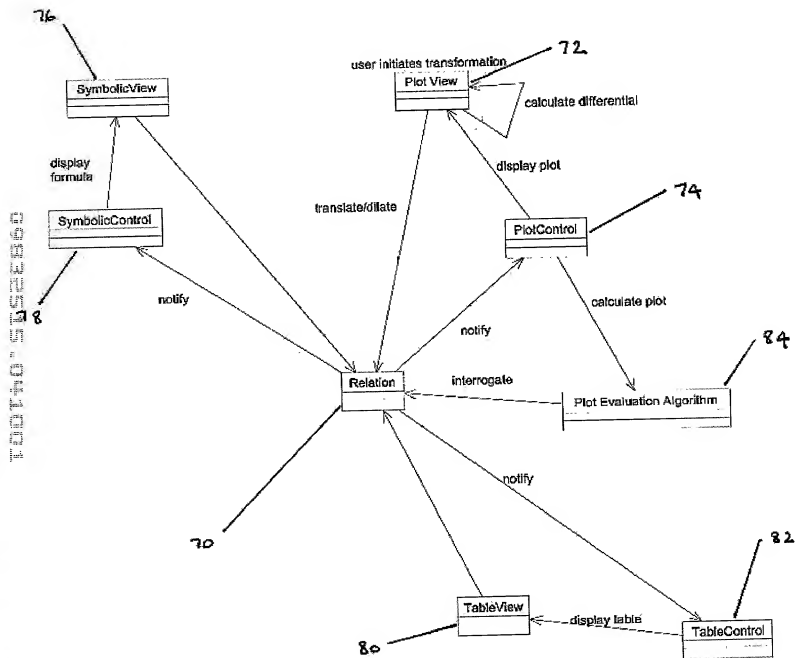 76
72
user initiates transformation
SymbolicView
Plot View
calculate differential
display
formula
display plot
74
translate/dilate
SymbolicControl
PlotControl
78
notify
calculate plot
notify
84
Relation
interrogate
Plot Evaluation Algorithm
notify
70
82
TableView
display table
TableControl
80